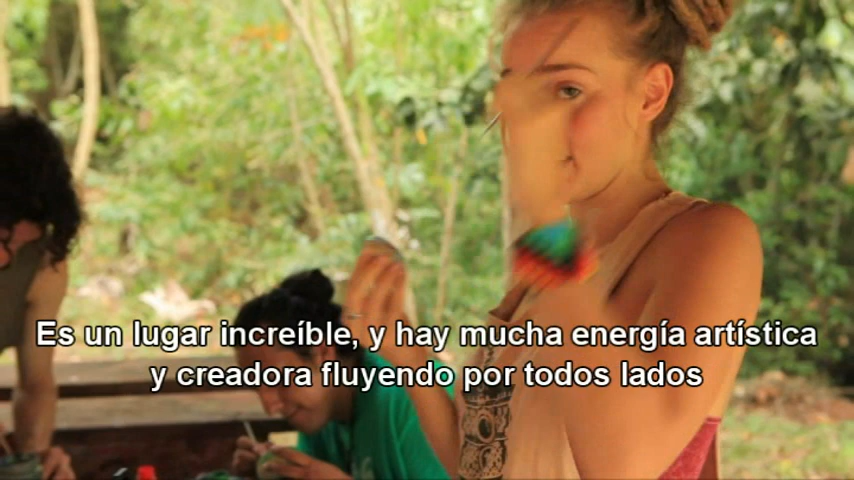 Es un lugar increíble, y hay mucha energía artística
y creadora fluyendo por todos lados